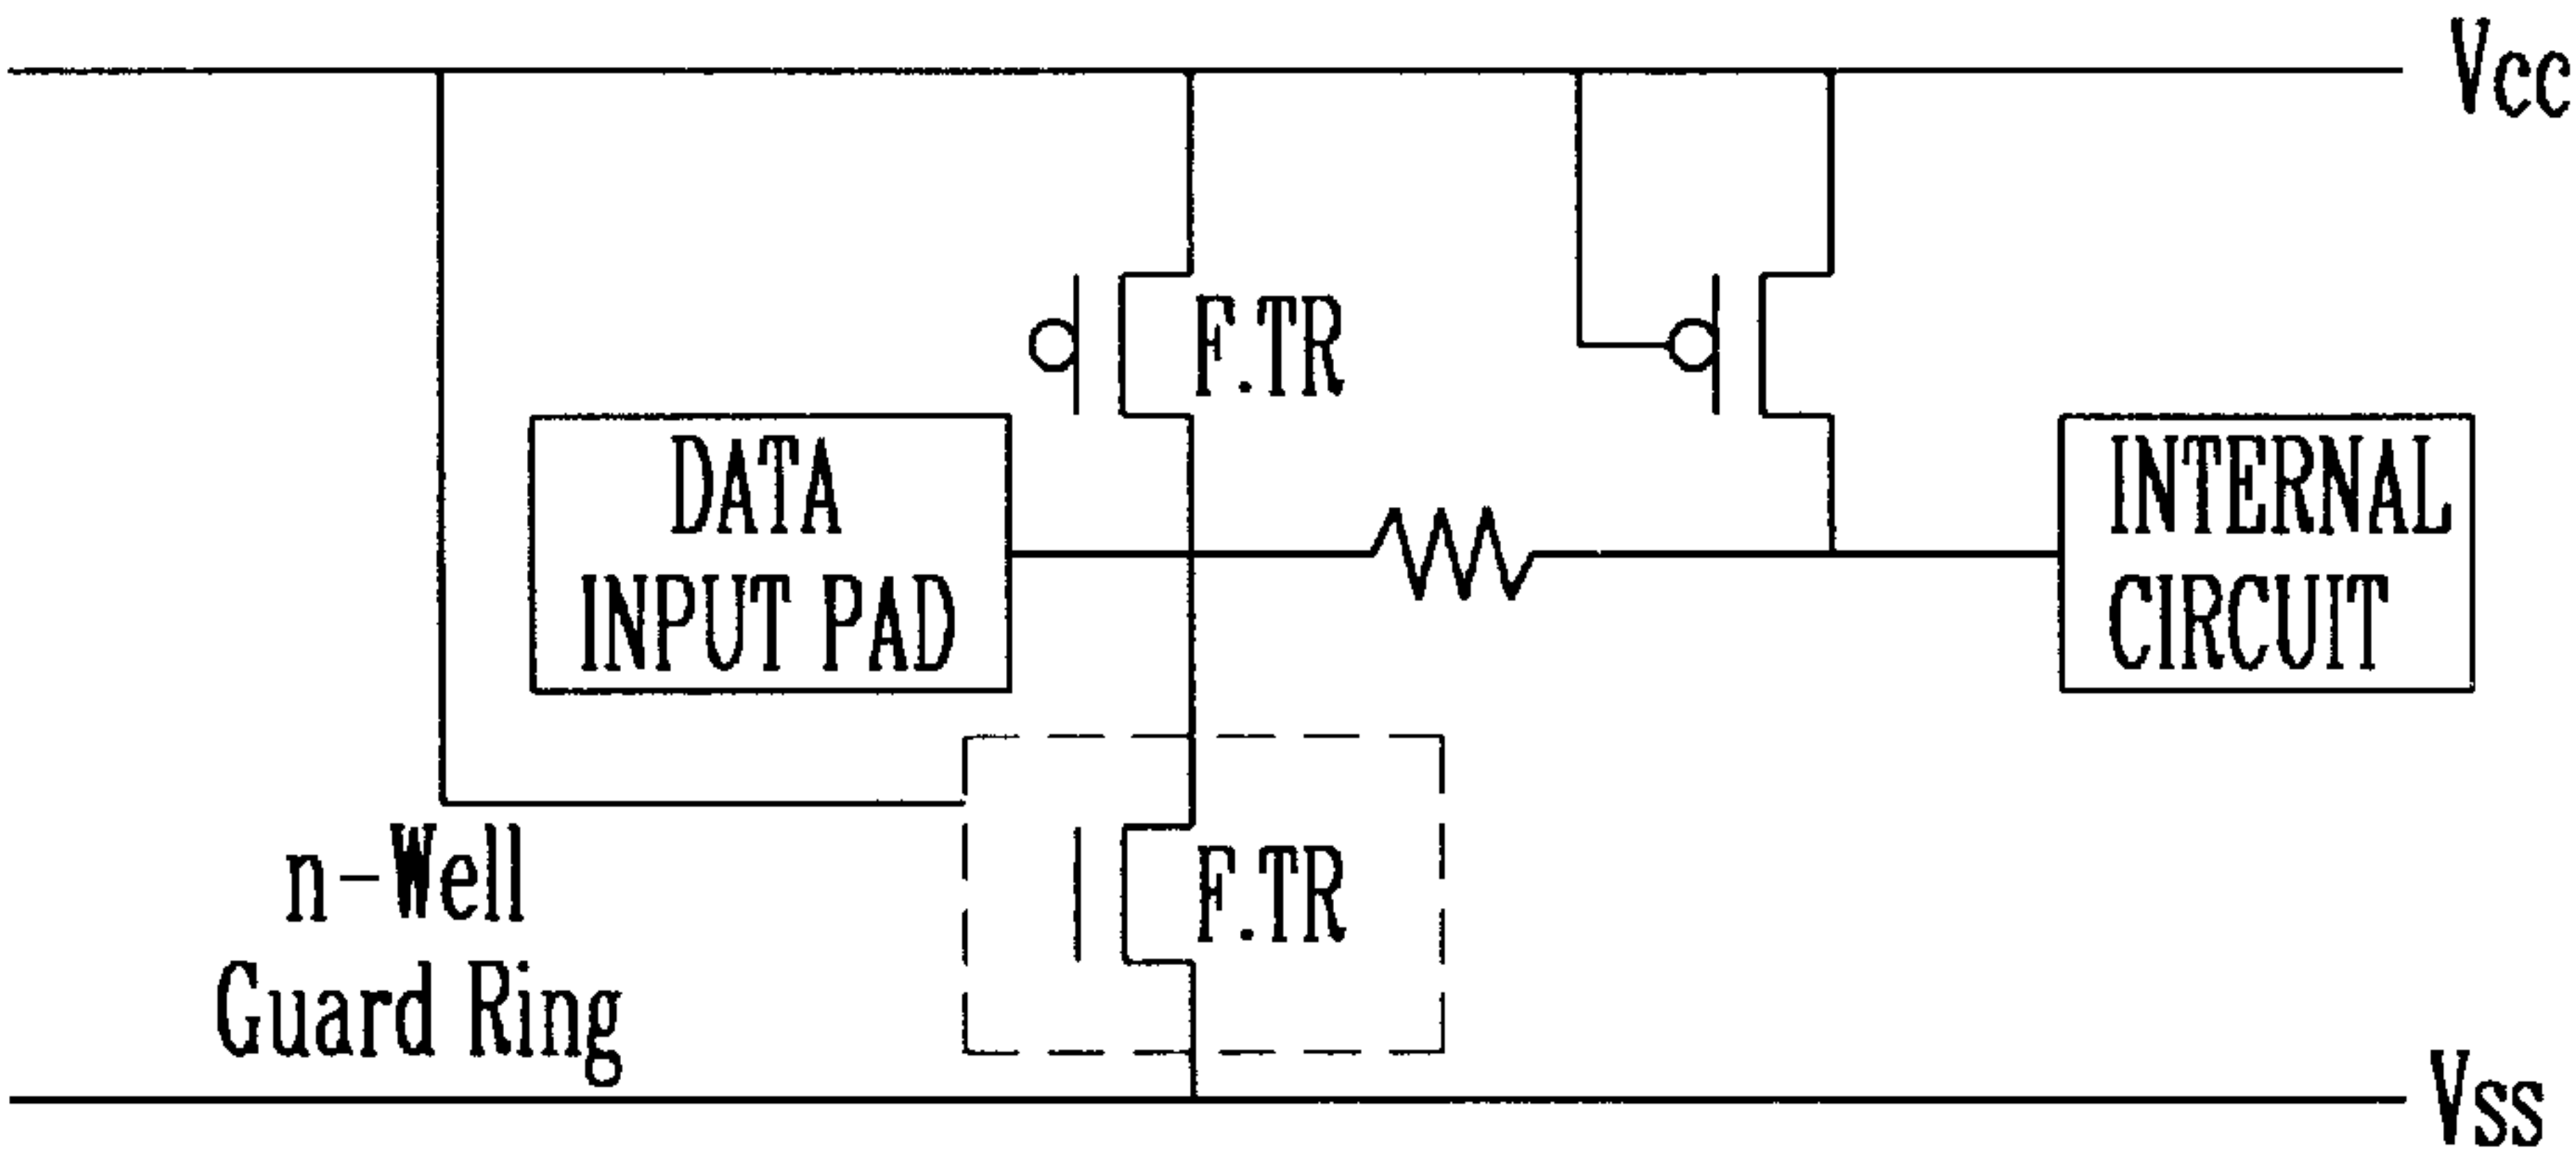 Vcc
F.TR
DATA
INPUT PAD
INTERNAL
CIRCUIT
n-Well
Guard Ring
F.TR
Vss